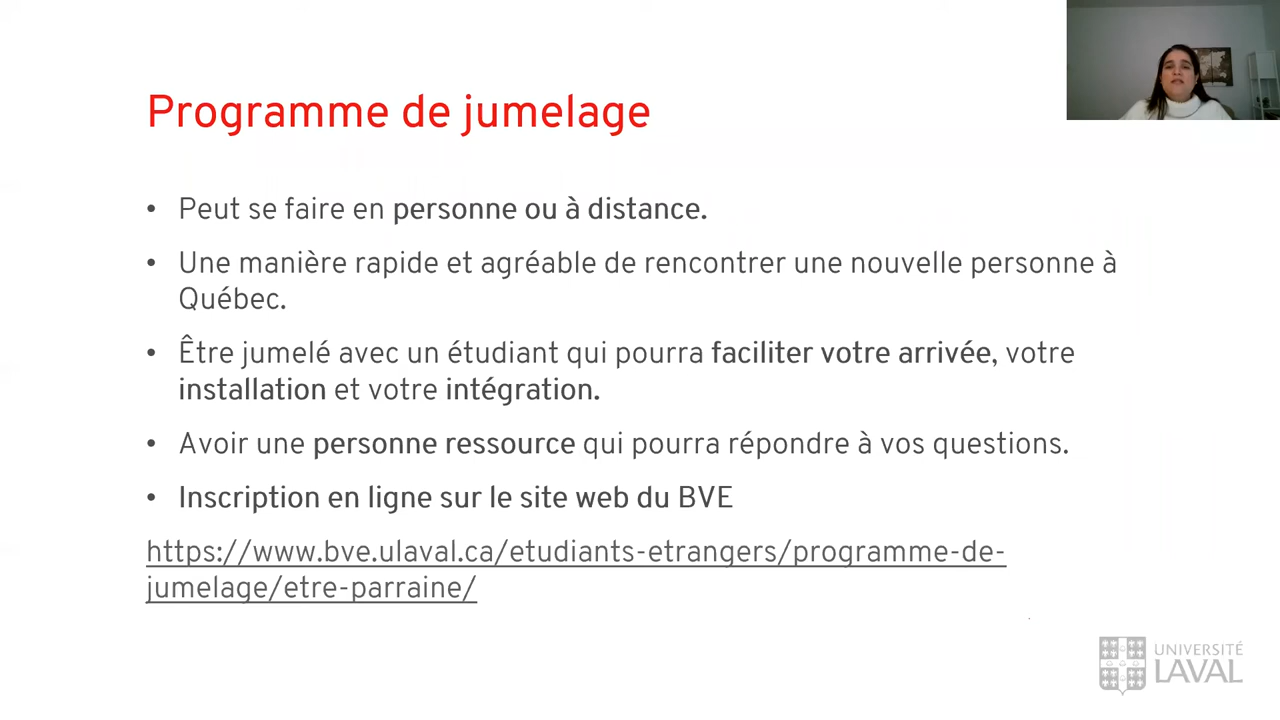 Programme de jumelage
• Peut se faire en personne ou à distance.
• Une manière rapide et agréable de rencontrer une nouvelle personne à
Québec.
• Être jumelé avec un étudiant qui pourra faciliter votre arrivée, votre
installation et votre intégration.
• Avoir une personne ressource qui pourra répondre à vos questions.
• Inscription en ligne sur le site web du BVE
https://www.bve.ulaval.ca/etudiants-etrangers/programme-de-
jumelage/etre-parraine/
UNIVERSITÉ
LAVAL